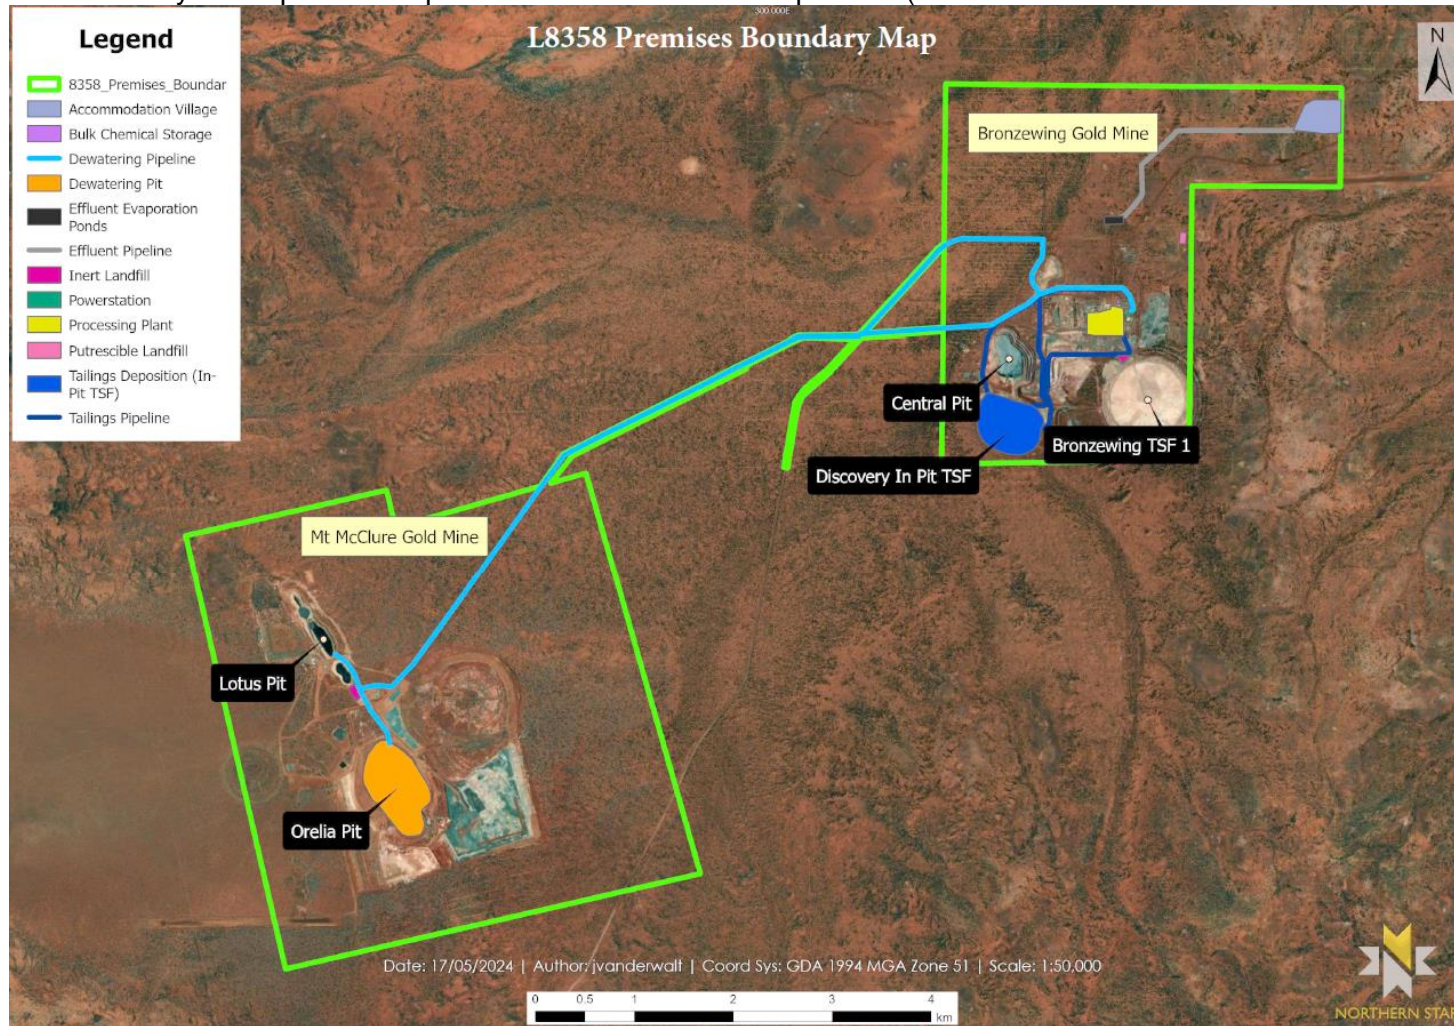 300.000E
L8358 Premises Boundary Map
Legend
8358_Premises_Boundar
Accommodation Village
Bulk Chemical Storage
Dewatering Pipeline
Dewatering Pit
Effluent Evaporation
Ponds
Effluent Pipeline
Inert Landfill
Powerstation
Processing Plant
Putrescible Landfill
Tailings Deposition (In-
Pit TSF)
Tailings Pipeline
N
Bronzewing Gold Mine
Central Pit
Bronzewing TSF 1
Discovery In Pit TSF
Mt McClure Gold Mine
Lotus Pit
Orelia Pit
Date: 17/05/2024 | Author: jvanderwalt | Coord Sys: GDA 1994 MGA Zone 51 | Scale: 1:50,000
0 0.5 1 2 3 4
km
NORTHERN STAR